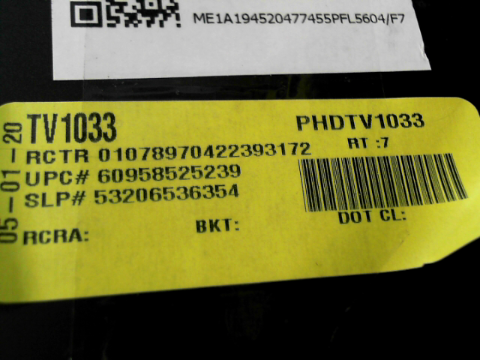 ME1A194520477455PFL5604/F7
05-01-20
TV1033
PHDTV1033
RCTR 01078970422393172
RT :7
UPC# 60958525239
SLP# 53206536354
RCRA:
BKT:
DOT CL: